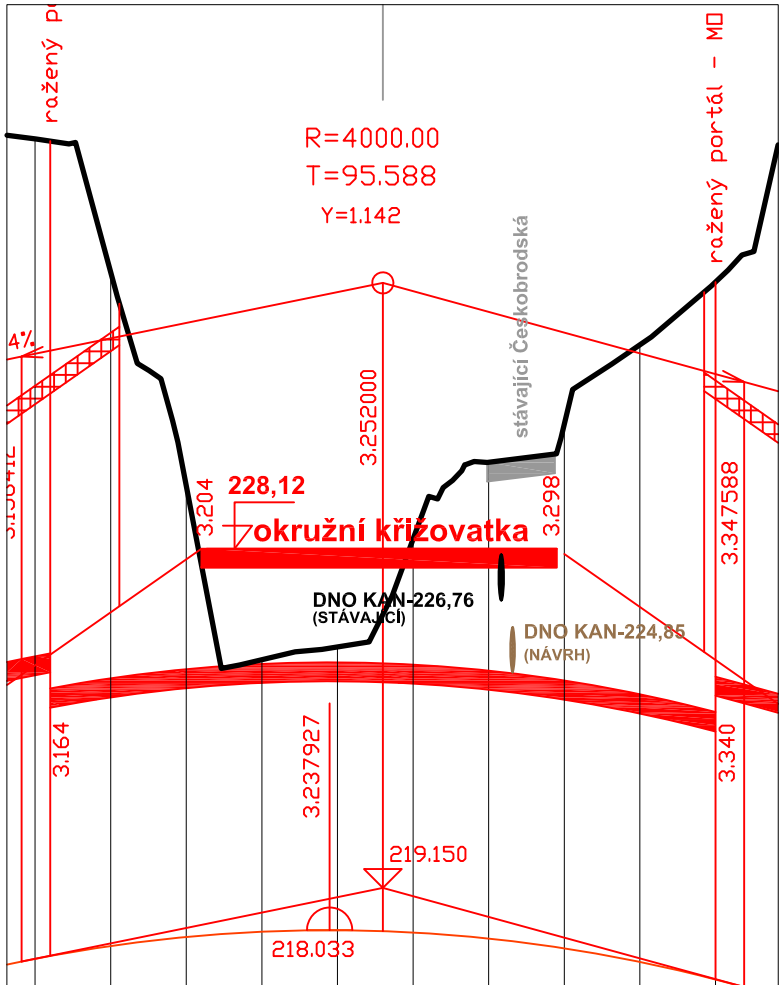 ražený
ražený portál - MO
R=4000.00
T=95.588
Y=1.142
stávající Českobrodská
4%
3.252000
3.204
228,12
3.298
3.347588
okružní křižovatka
DNO KAN-226,76
(STÁVAJÍCÍ)
DNO KAN-224,85
(NÁVRH)
3.164
3.237927
3.340
219.150
218.033